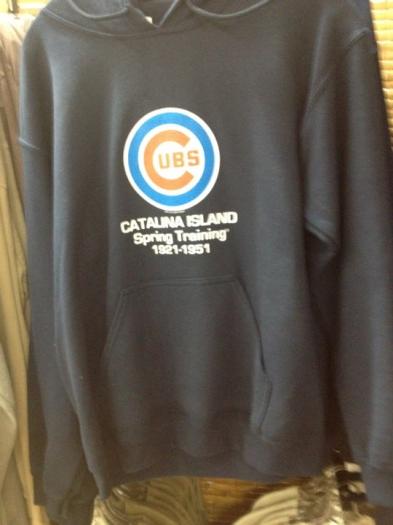 CUBS
CATALINA ISLAND
Spring Training
1921-1951